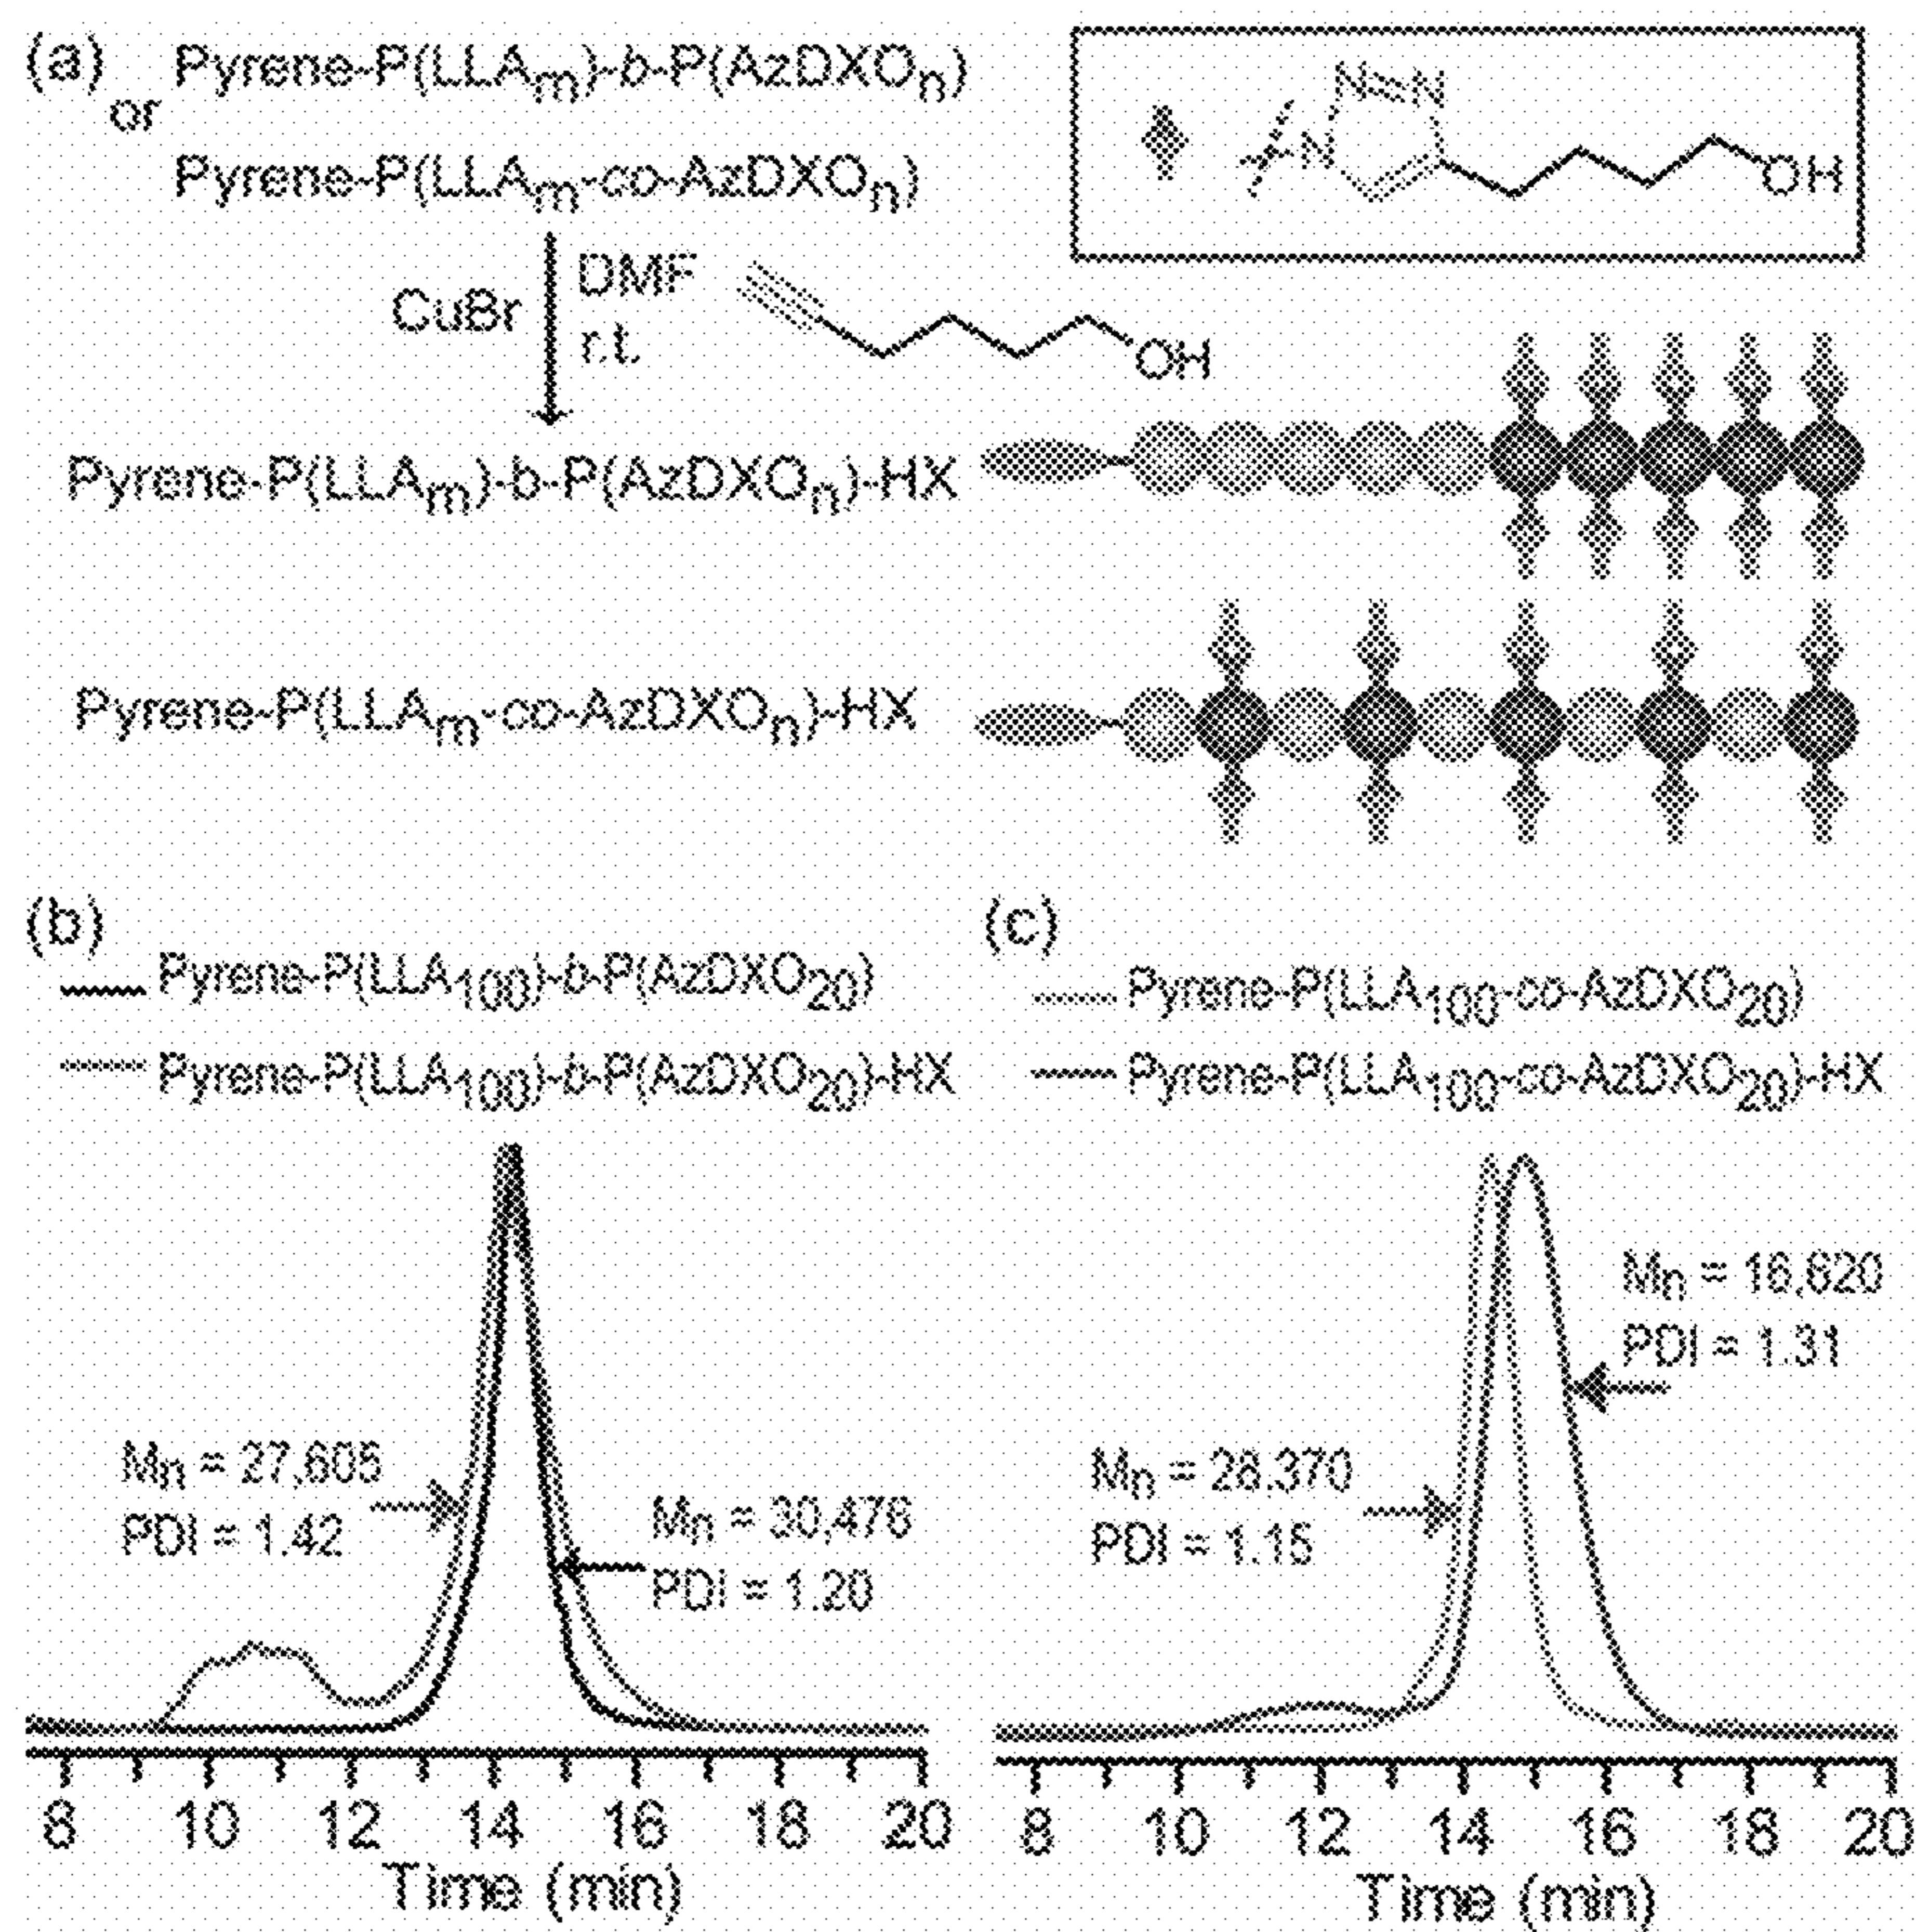 (a) Pyrene-P(LLAm)-b-P(AzDXOn)
or
Pyrene-P(LLAm-co-AzDXOn)
N=N
N
OH
CuBr
DMF
r.t.
OH
Pyrene-P(LLAm)-b-P(AzDXOn)-HX
Pyrene-P(LLAm-co-AzDXOn)-HX
(b)
Pyrene-P(LLA100)-b-P(AzDXO20)
Pyrene-P(LLA100)-b-P(AzDXO20)-HX
Mn = 27,605
PDI = 1.42
Mn = 30,476
PDI = 1.20
8 10 12 14 16 18 20
Time (min)
(c)
Pyrene-P(LLA100-co-AzDXO20)
Pyrene-P(LLA100-co-AzDXO20)-HX
Mn = 16,620
PDI = 1.31
Mn = 28.370
PDI = 1.15
8 10 12 14 16 18 20
Time (min)